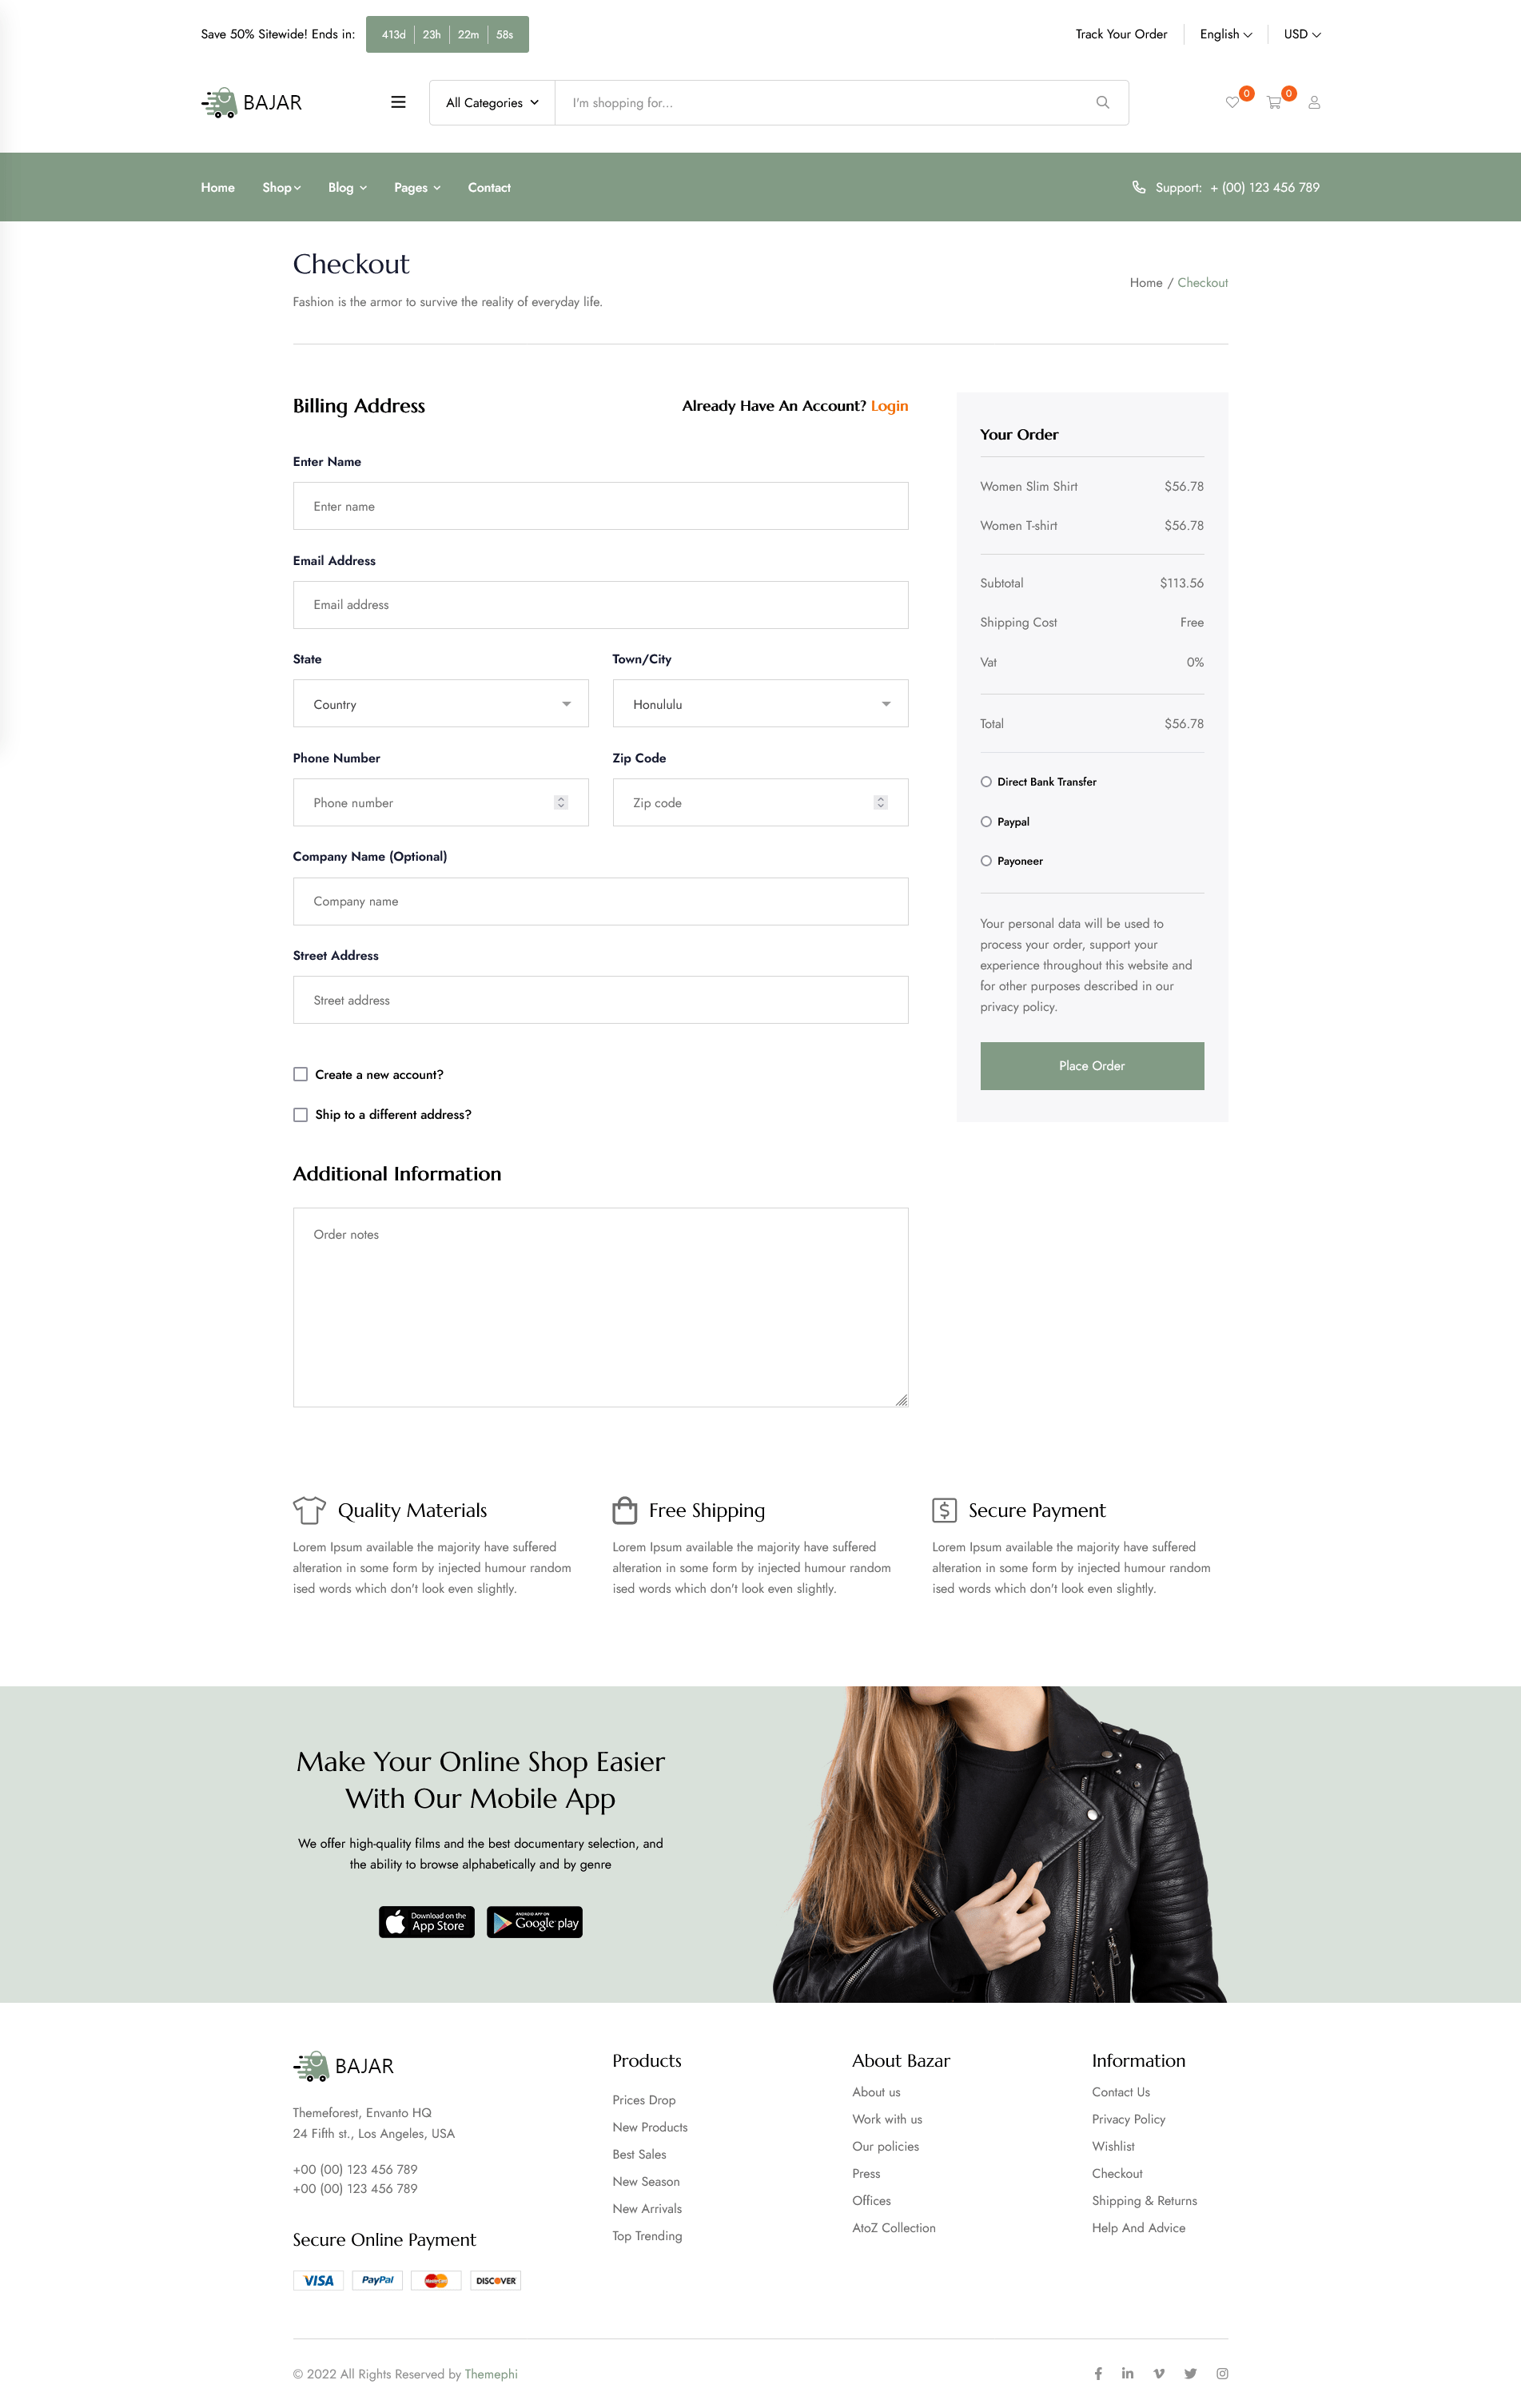 Save 50% Sitewide! Ends in: 413d 23h 22m 58s Track Your Order English USD
BAJAR All Categories I'm shopping for... 0 0
Home Shop Blog Pages Contact Support: + (00) 123 456 789
Checkout
Fashion is the armor to survive the reality of everyday life.
Home / Checkout
Billing Address Already Have An Account? Login
Enter Name
Enter name
Email Address
Email address
State Town/City
Country Honululu
Phone Number Zip Code
Phone number Zip code
Company Name (Optional)
Company name
Street Address
Street address
Create a new account?
Ship to a different address?
Additional Information
Order notes
Your Order
Women Slim Shirt $56.78
Women T-shirt $56.78
Subtotal $113.56
Shipping Cost Free
Vat 0%
Total $56.78
Direct Bank Transfer
Paypal
Payoneer
Your personal data will be used to
process your order, support your
experience throughout this website and
for other purposes described in our
privacy policy.
Place Order
Quality Materials
Lorem Ipsum available the majority have suffered
alteration in some form by injected humour random
ised words which don't look even slightly.
Free Shipping
Lorem Ipsum available the majority have suffered
alteration in some form by injected humour random
ised words which don't look even slightly.
Secure Payment
Lorem Ipsum available the majority have suffered
alteration in some form by injected humour random
ised words which don't look even slightly.
Make Your Online Shop Easier
With Our Mobile App
We offer high-quality films and the best documentary selection, and
the ability to browse alphabetically and by genre
Download on the
App Store
ANDROID APP ON
Google play
BAJAR
Themeforest, Envanto HQ
24 Fifth st., Los Angeles, USA
+00 (00) 123 456 789
+00 (00) 123 456 789
Secure Online Payment
VISA PayPal MasterCard DISCOVER
Products
Prices Drop
New Products
Best Sales
New Season
New Arrivals
Top Trending
About Bazar
About us
Work with us
Our policies
Press
Offices
AtoZ Collection
Information
Contact Us
Privacy Policy
Wishlist
Checkout
Shipping & Returns
Help And Advice
© 2022 All Rights Reserved by Themephi